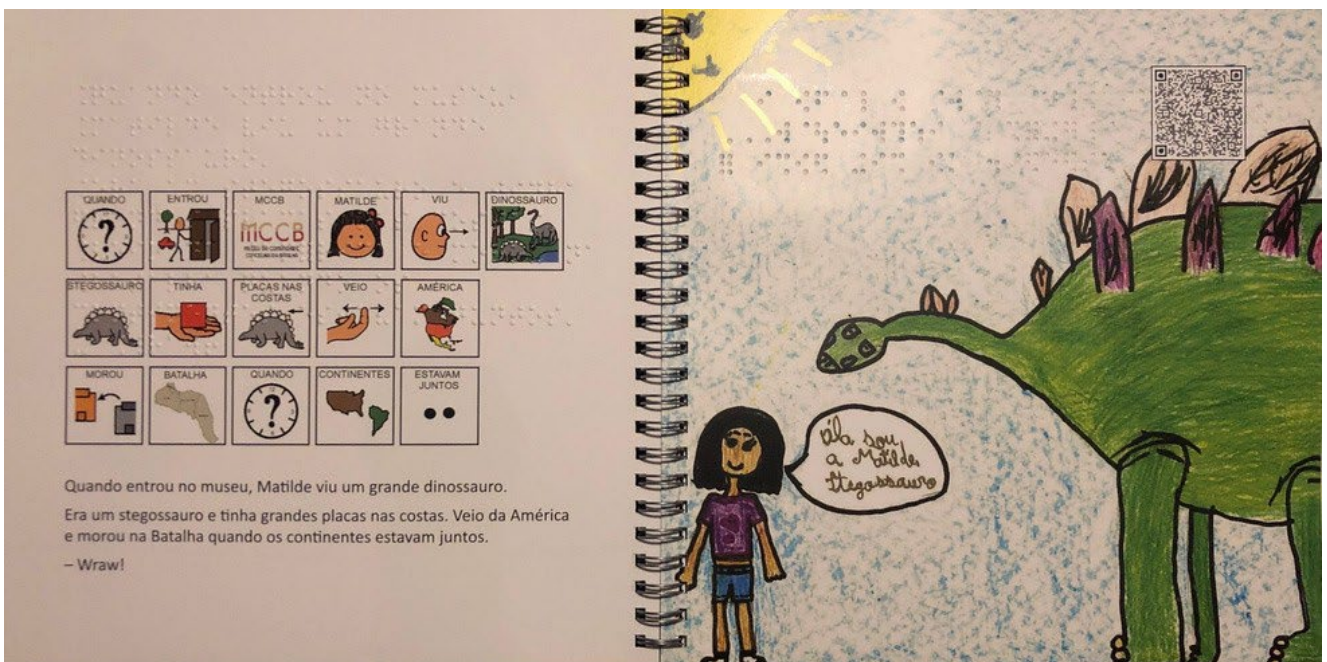 QUANDO ENTROU MCCB MATILDE VIU DINOSSAURO
MCCB
STEGOSSAURO TINHA PLACAS NAS COSTAS VEIO AMÉRICA
MOROU BATALHA QUANDO CONTINENTES ESTAVAM JUNTOS
Quando entrou no museu, Matilde viu um grande dinossauro.
Era um stegossauro e tinha grandes placas nas costas. Veio da América
e morou na Batalha quando os continentes estavam juntos.
– Wraw!
sou
a Matilde
Stegossauro